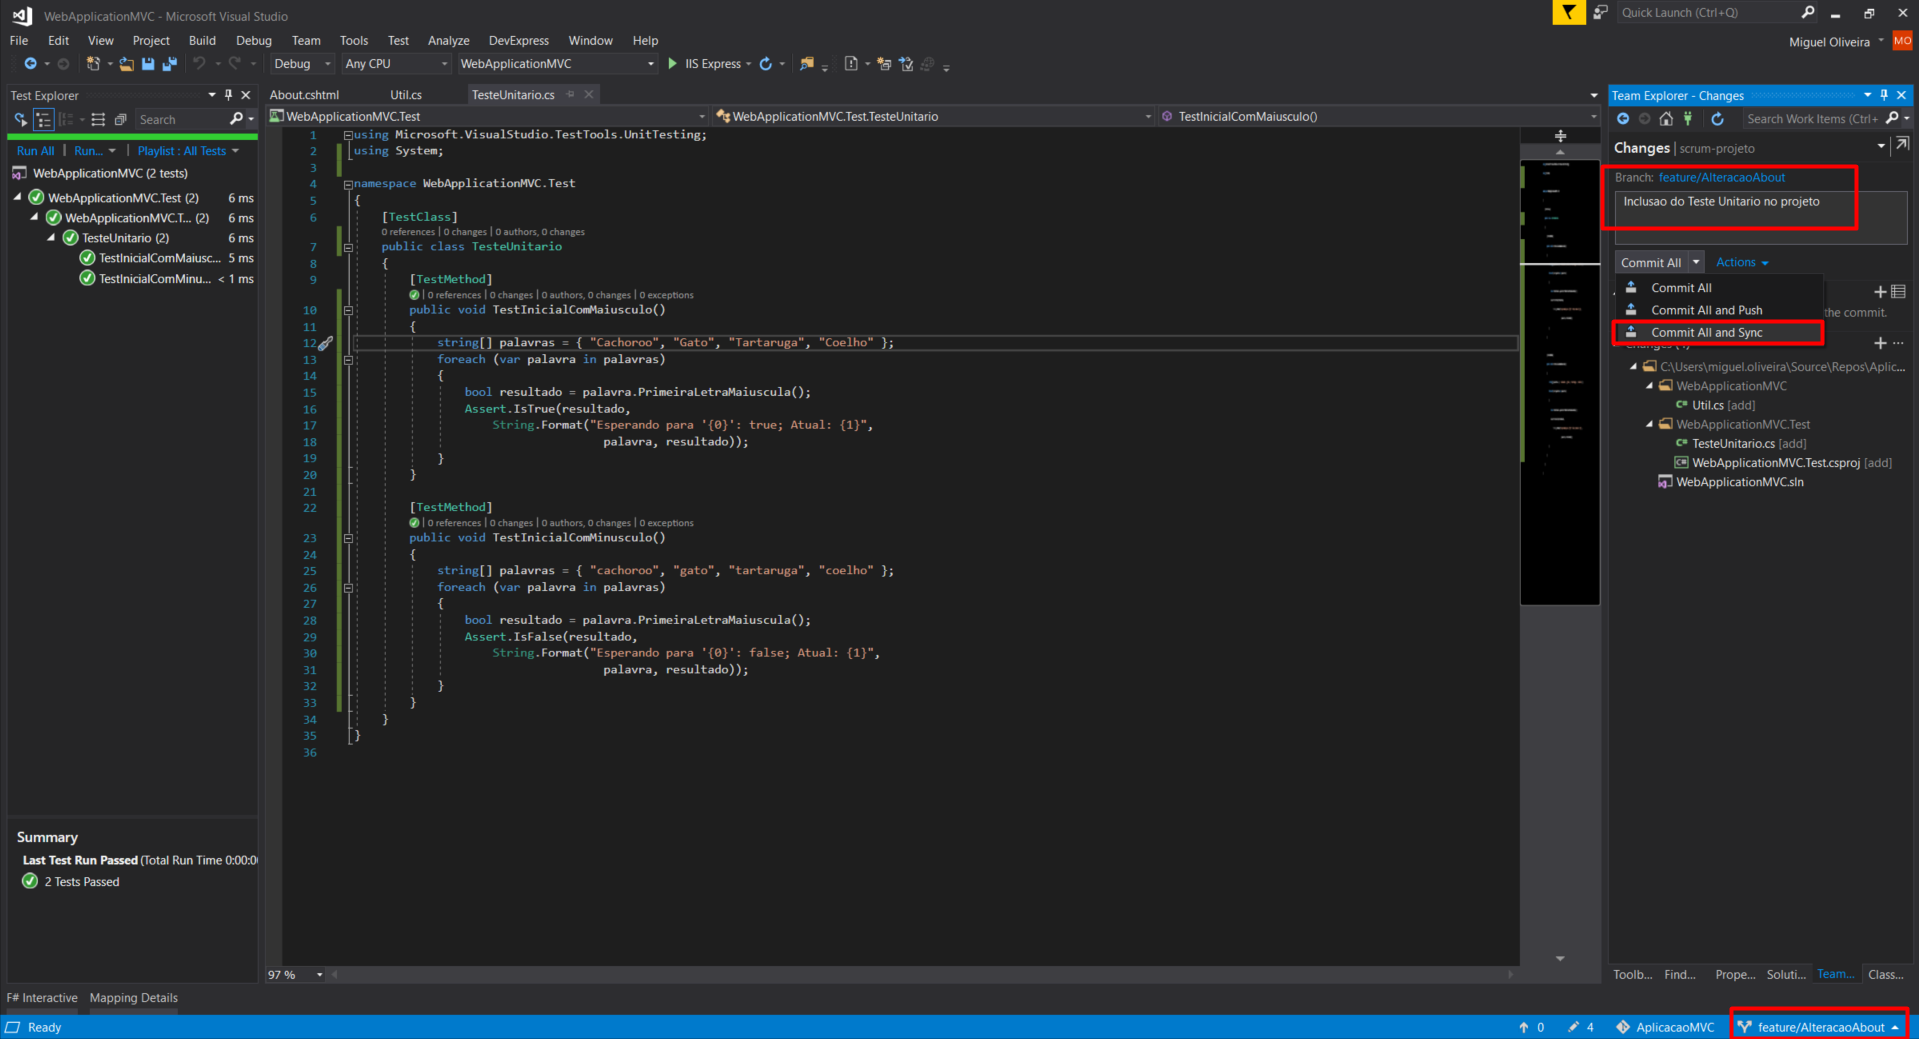 WebApplicationMVC - Microsoft Visual Studio
Quick Launch (Ctrl+Q)
File Edit View Project Build Debug Team Tools Test Analyze DevExpress Window Help
Miguel Oliveira MO
Debug Any CPU WebApplicationMVC IIS Express
Test Explorer
Search
Run All | Run... | Playlist : All Tests
WebApplicationMVC (2 tests)
WebApplicationMVC.Test (2) 6 ms
WebApplicationMVC.T... (2) 6 ms
TesteUnitario (2) 6 ms
TestInicialComMaiusc... 5 ms
TestInicialComMinu... < 1 ms
Summary
Last Test Run Passed (Total Run Time 0:00:0
2 Tests Passed
About.cshtml Util.cs TesteUnitario.cs
WebApplicationMVC.Test WebApplicationMVC.Test.TesteUnitario TestInicialComMaiusculo()
1 using Microsoft.VisualStudio.TestTools.UnitTesting;
2 using System;
3
4 namespace WebApplicationMVC.Test
5 {
6 [TestClass]
0 references | 0 changes | 0 authors, 0 changes
7 public class TesteUnitario
8 {
9 [TestMethod]
| 0 references | 0 changes | 0 authors, 0 changes | 0 exceptions
10 public void TestInicialComMaiusculo()
11 {
12 string[] palavras = { "Cachoroo", "Gato", "Tartaruga", "Coelho" };
13 foreach (var palavra in palavras)
14 {
15 bool resultado = palavra.PrimeiraLetraMaiuscula();
16 Assert.IsTrue(resultado,
17 String.Format("Esperando para '{0}': true; Atual: {1}",
18 palavra, resultado));
19 }
20 }
21
22 [TestMethod]
| 0 references | 0 changes | 0 authors, 0 changes | 0 exceptions
23 public void TestInicialComMinusculo()
24 {
25 string[] palavras = { "cachoroo", "gato", "tartaruga", "coelho" };
26 foreach (var palavra in palavras)
27 {
28 bool resultado = palavra.PrimeiraLetraMaiuscula();
29 Assert.IsFalse(resultado,
30 String.Format("Esperando para '{0}': false; Atual: {1}",
31 palavra, resultado));
32 }
33 }
34 }
35 }
36
97 %
Team Explorer - Changes
Search Work Items (Ctrl+
Changes | scrum-projeto
Branch: feature/AlteracaoAbout
Inclusao do Teste Unitario no projeto
Commit All Actions
Commit All
Commit All and Push
the commit.
Commit All and Sync
C:\Users\miguel.oliveira\Source\Repos\Aplic...
WebApplicationMVC
Util.cs [add]
WebApplicationMVC.Test
TesteUnitario.cs [add]
WebApplicationMVC.Test.csproj [add]
WebApplicationMVC.sln
Toolb... Find... Prope... Soluti... Team... Class...
F# Interactive Mapping Details
Ready
0 4 AplicacaoMVC feature/AlteracaoAbout